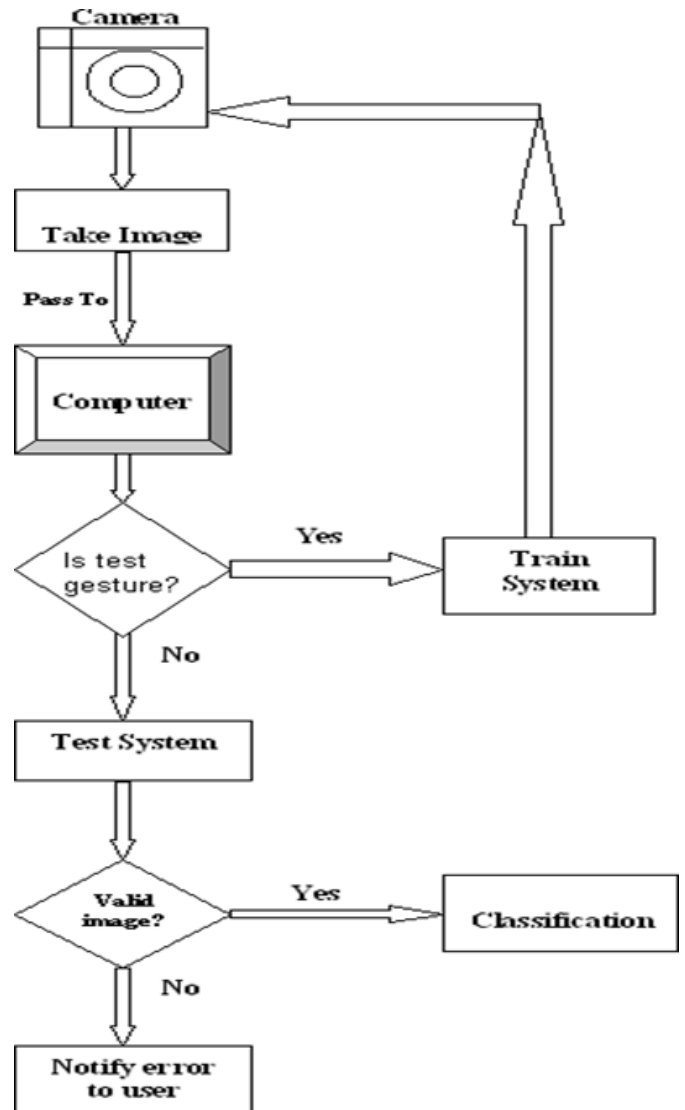 Camera
Take Image
Pass To
Computer
Is test
gesture?
Yes
Train
System
No
Test System
Valid
image?
Yes
Classification
No
Notify error
to user